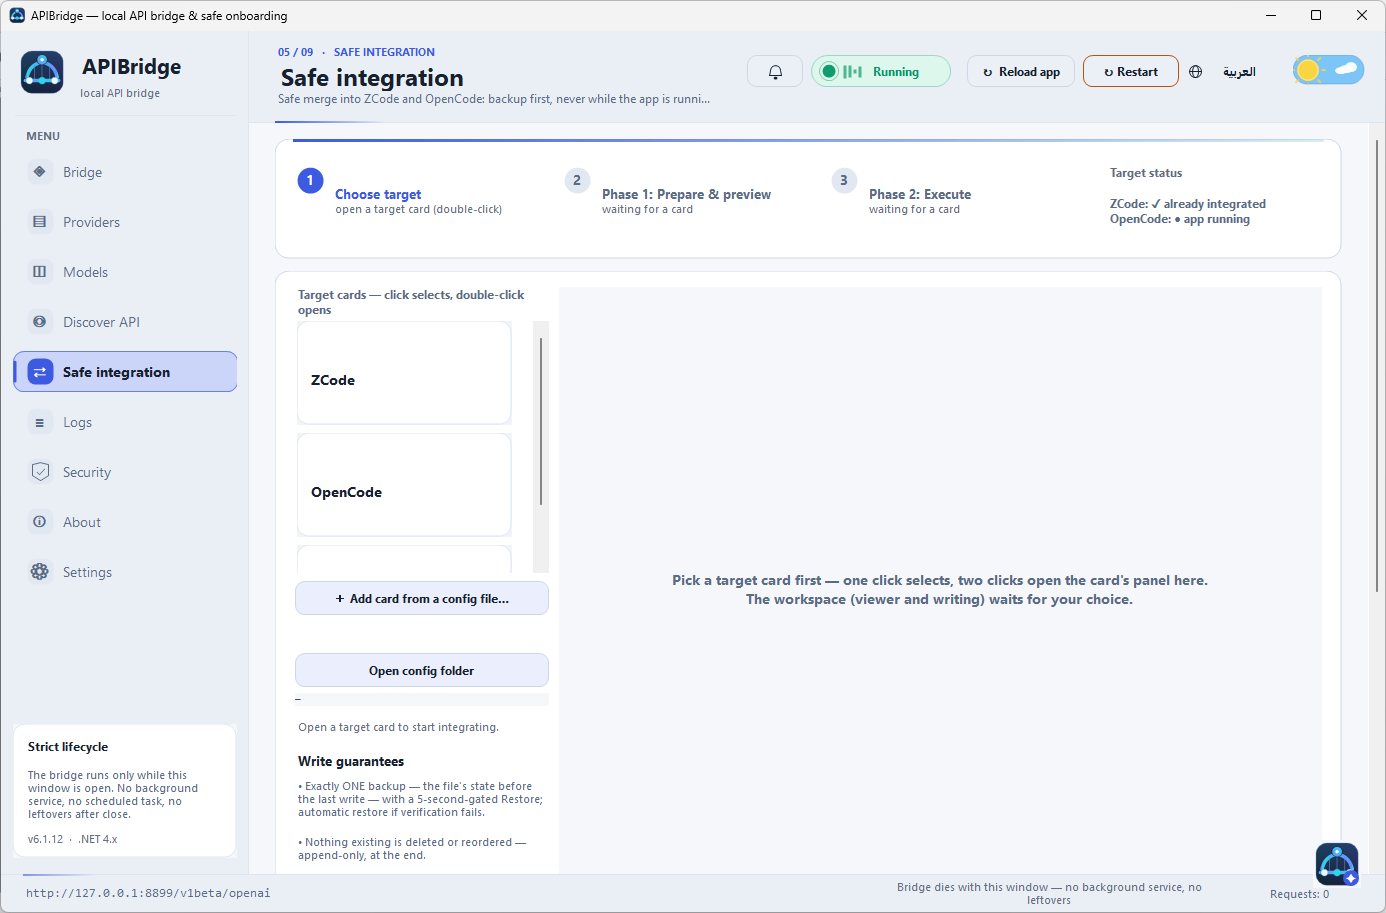 APIBridge — local API bridge & safe onboarding
APIBridge
local API bridge
MENU
Bridge
Providers
Models
Discover API
Safe integration
Logs
Security
About
Settings
Strict lifecycle
The bridge runs only while this
window is open. No background
service, no scheduled task, no
leftovers after close.
v6.1.12 · .NET 4.x
05 / 09 · SAFE INTEGRATION
Safe integration
Safe merge into ZCode and OpenCode: backup first, never while the app is runni...
Running
↻ Reload app
↻ Restart
العربية
1
Choose target
open a target card (double-click)
2
Phase 1: Prepare & preview
waiting for a card
3
Phase 2: Execute
waiting for a card
Target status
ZCode: ✓ already integrated
OpenCode: ● app running
Target cards — click selects, double-click
opens
ZCode
OpenCode
+ Add card from a config file...
Open config folder
–
Open a target card to start integrating.
Write guarantees
• Exactly ONE backup — the file's state before
the last write — with a 5-second-gated Restore;
automatic restore if verification fails.
• Nothing existing is deleted or reordered —
append-only, at the end.
Pick a target card first — one click selects, two clicks open the card's panel here.
The workspace (viewer and writing) waits for your choice.
http://127.0.0.1:8899/v1beta/openai
Bridge dies with this window — no background service, no
leftovers
Requests: 0